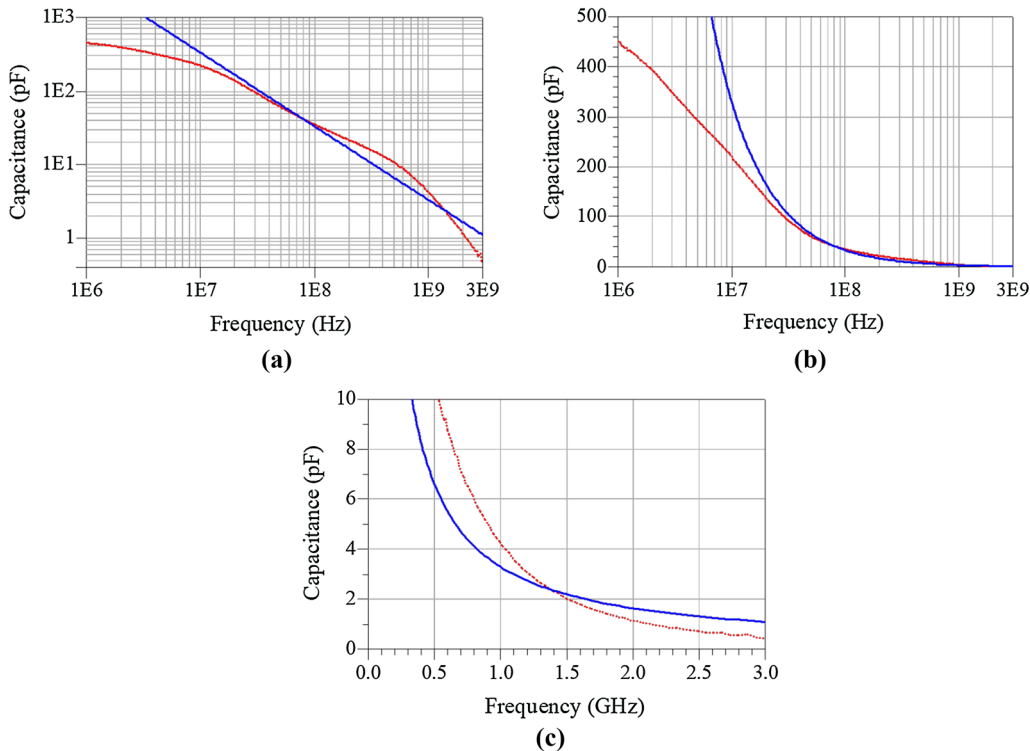 1E3
1E2
1E1
1
Capacitance (pF)
1E6 1E7 1E8 1E9 3E9
Frequency (Hz)
(a)
500
400
300
200
100
0
Capacitance (pF)
1E6 1E7 1E8 1E9 3E9
Frequency (Hz)
(b)
10
8
6
4
2
0
Capacitance (pF)
0.0 0.5 1.0 1.5 2.0 2.5 3.0
Frequency (GHz)
(c)